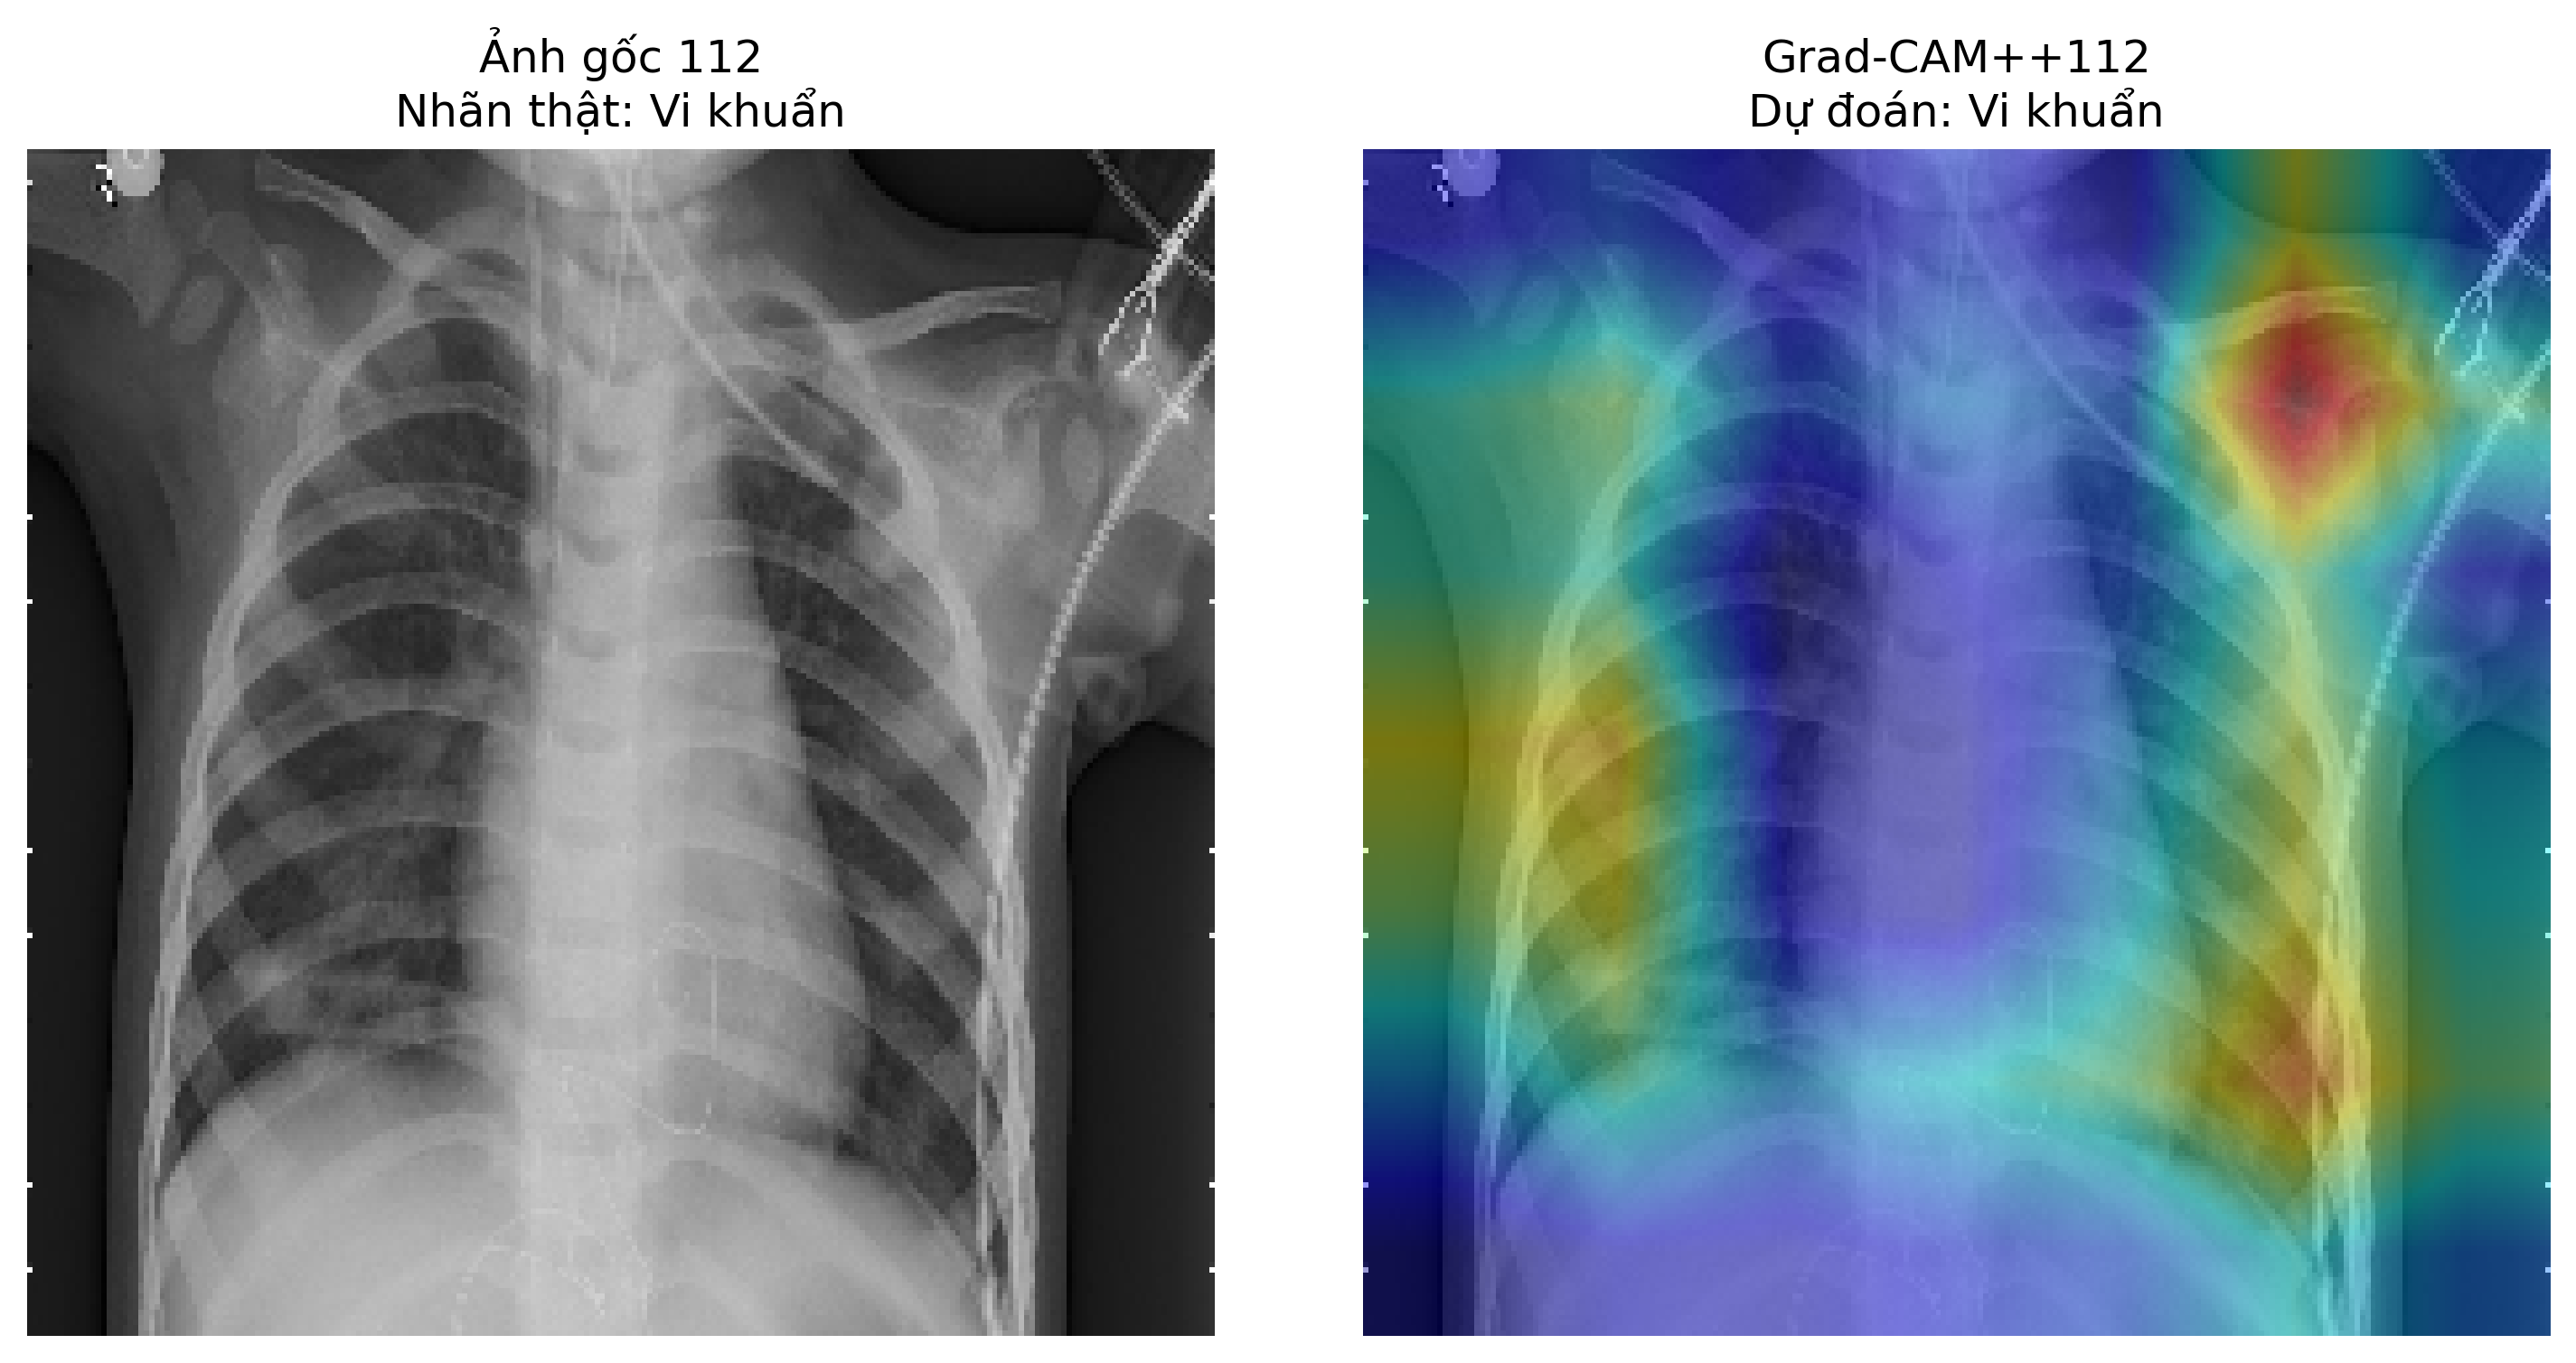 Ảnh gốc 112
Nhãn thật: Vi khuẩn
Grad-CAM++112
Dự đoán: Vi khuẩn